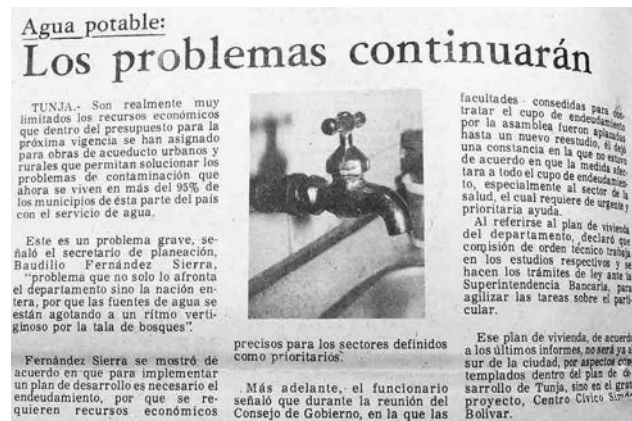 Agua potable:
Los problemas continuarán
TUNJA.- Son realmente muy
limitados los recursos económicos
que dentro del presupuesto para la
próxima vigencia se han asignado
para obras de acueducto urbanos y
rurales que permitan solucionar los
problemas de contaminación que
ahora se viven en más del 95% de
los municipios de ésta parte del país
con el servicio de agua.
Este es un problema grave, se-
ñaló el secretario de planeación,
Baudilio Fernández Sierra,
"problema que no solo lo afronta
el departamento sino la nación en-
tera, por que las fuentes de agua se
están agotando a un ritmo verti-
ginoso por la tala de bosques".
Fernández Sierra se mostró de
acuerdo en que para implementar
un plan de desarrollo es necesario el
endeudamiento, por que se re-
quieren recursos económicos
precisos para los sectores definidos
como prioritarios.
Más adelante, el funcionario
señaló que durante la reunión del
Consejo de Gobierno, en la que las
facultades consedidas para con-
tratar el cupo de endeudamiento
por la asamblea fueron aplazadas
hasta un nuevo reestudio, él dejó
una constancia en la que no estuvo
de acuerdo en que la medida afec-
tara a todo el cupo de endeudamien-
to, especialmente al sector de la
salud, el cual requiere de urgente y
prioritaria ayuda.
Al referirse al plan de vivienda
del departamento, declaró que
comisión de orden técnico trabaja
en los estudios respectivos y se
hacen los trámites de ley ante la
Superintendencia Bancaria, para
agilizar las tareas sobre el parti-
cular.
Ese plan de vivienda, de acuerdo
a los últimos informes, no será ya al
sur de la ciudad, por aspectos con-
templados dentro del plan de de-
sarrollo de Tunja, sino en el gran
proyecto, Centro Cívico Simón
Bolívar.